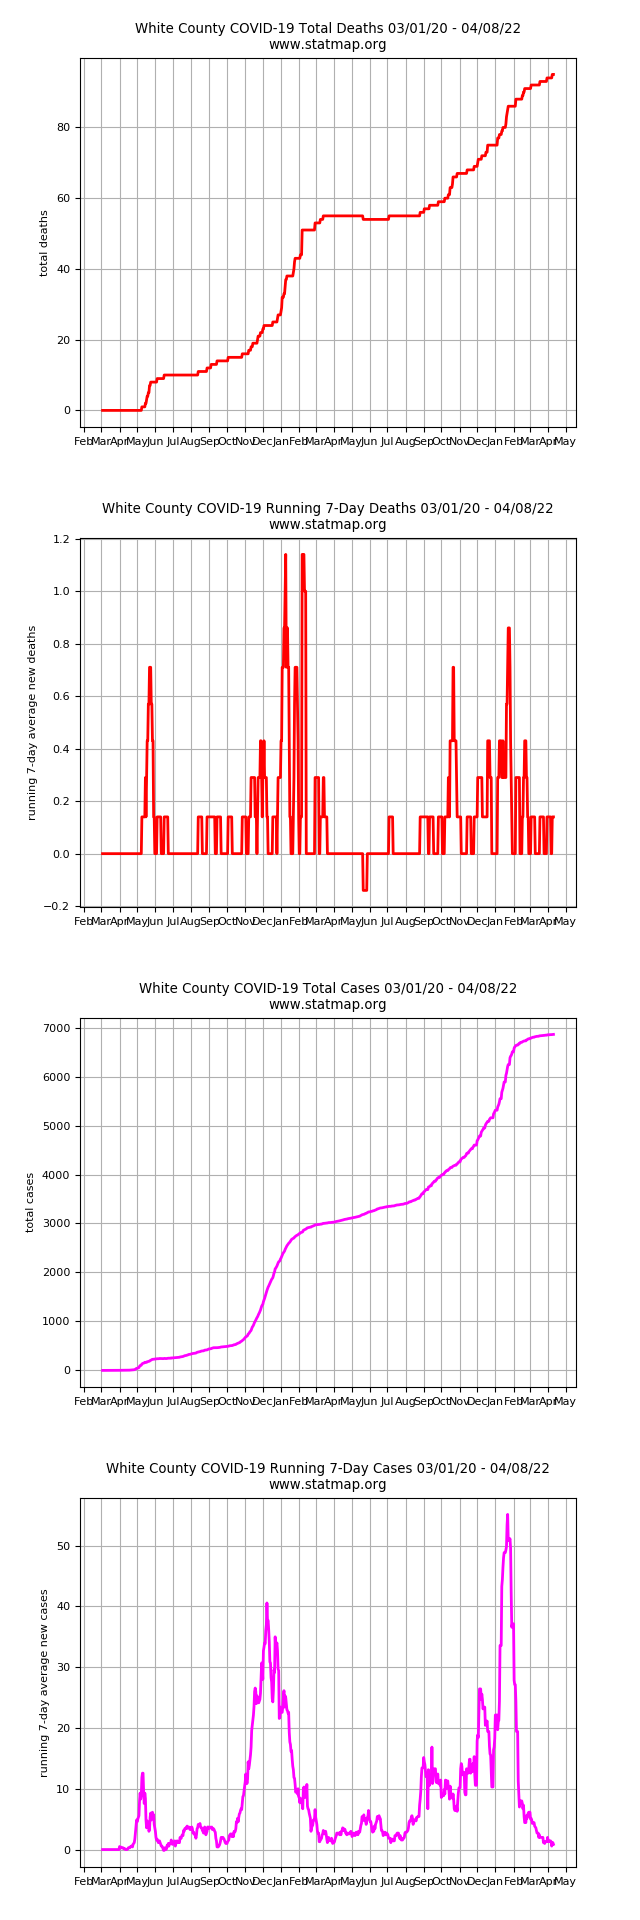 White County COVID-19 Total Deaths 03/01/20 - 04/08/22
www.statmap.org
80
60
40
20
0
total deaths
Feb Mar Apr May Jun Jul Aug Sep Oct Nov Dec Jan Feb Mar Apr May Jun Jul Aug Sep Oct Nov Dec Jan Feb Mar Apr May
White County COVID-19 Running 7-Day Deaths 03/01/20 - 04/08/22
www.statmap.org
1.2
1.0
0.8
0.6
0.4
0.2
0.0
−0.2
running 7-day average new deaths
Feb Mar Apr May Jun Jul Aug Sep Oct Nov Dec Jan Feb Mar Apr May Jun Jul Aug Sep Oct Nov Dec Jan Feb Mar Apr May
White County COVID-19 Total Cases 03/01/20 - 04/08/22
www.statmap.org
7000
6000
5000
4000
3000
2000
1000
0
total cases
Feb Mar Apr May Jun Jul Aug Sep Oct Nov Dec Jan Feb Mar Apr May Jun Jul Aug Sep Oct Nov Dec Jan Feb Mar Apr May
White County COVID-19 Running 7-Day Cases 03/01/20 - 04/08/22
www.statmap.org
50
40
30
20
10
0
running 7-day average new cases
Feb Mar Apr May Jun Jul Aug Sep Oct Nov Dec Jan Feb Mar Apr May Jun Jul Aug Sep Oct Nov Dec Jan Feb Mar Apr May